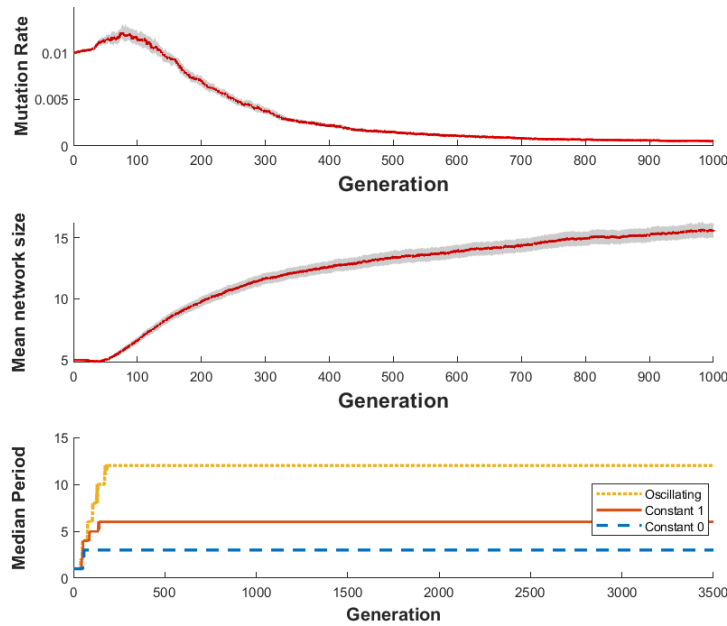 Mutation Rate
0.01
0.005
0
0 100 200 300 400 500 600 700 800 900 1000
Generation
Mean network size
15
10
5
0 100 200 300 400 500 600 700 800 900 1000
Generation
Median Period
15
10
5
0
Oscillating
Constant 1
Constant 0
0 500 1000 1500 2000 2500 3000 3500
Generation